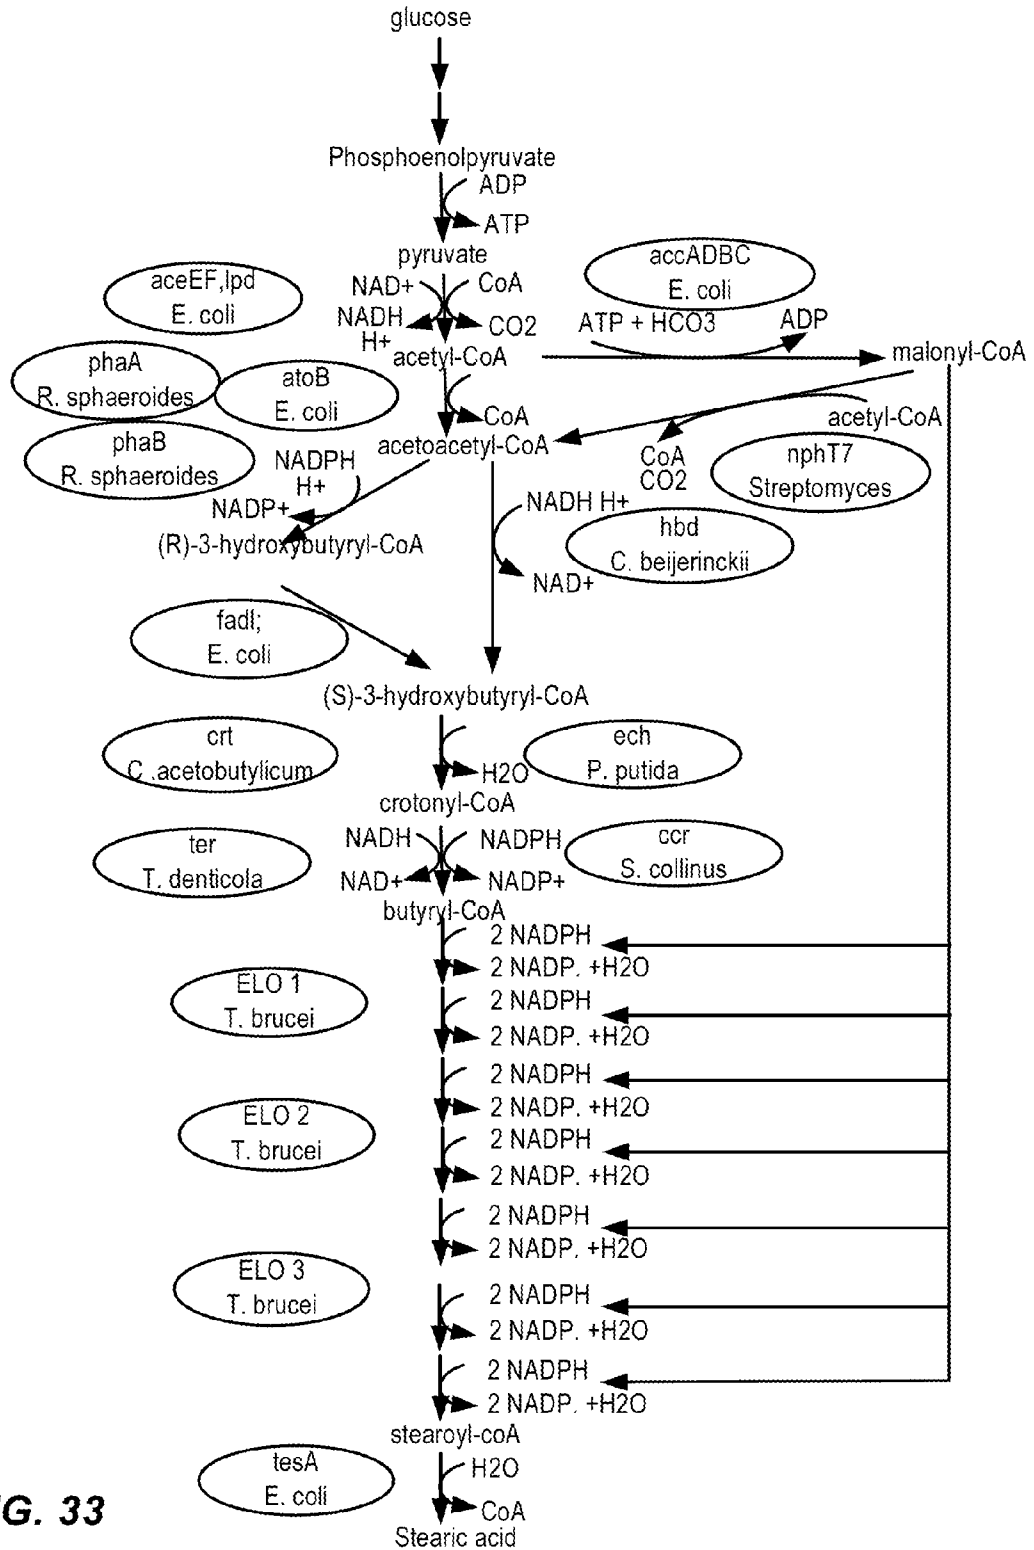 glucose
Phosphoenolpyruvate
ADP
ATP
pyruvate
aceEF,lpd
E. coli
NAD+
CoA
NADH
H+
CO2
accADBC
E. coli
ATP + HCO3
ADP
acetyl-CoA
malonyl-CoA
phaA
R. sphaeroides
atoB
E. coli
CoA
acetyl-CoA
acetoacetyl-CoA
phaB
R. sphaeroides
NADPH
H+
NADP+
CoA
CO2
nphT7
Streptomyces
NADH H+
hbd
C. beijerinckii
NAD+
(R)-3-hydroxybutyryl-CoA
fadI;
E. coli
(S)-3-hydroxybutyryl-CoA
crt
C .acetobutylicum
H2O
ech
P. putida
crotonyl-CoA
ter
T. denticola
NADH
NADPH
NAD+
NADP+
ccr
S. collinus
butyryl-CoA
2 NADPH
2 NADP. +H2O
ELO 1
T. brucei
2 NADPH
2 NADP. +H2O
2 NADPH
2 NADP. +H2O
ELO 2
T. brucei
2 NADPH
2 NADP. +H2O
2 NADPH
2 NADP. +H2O
ELO 3
T. brucei
2 NADPH
2 NADP. +H2O
2 NADPH
2 NADP. +H2O
stearoyl-coA
tesA
E. coli
H2O
CoA
Stearic acid
G. 33